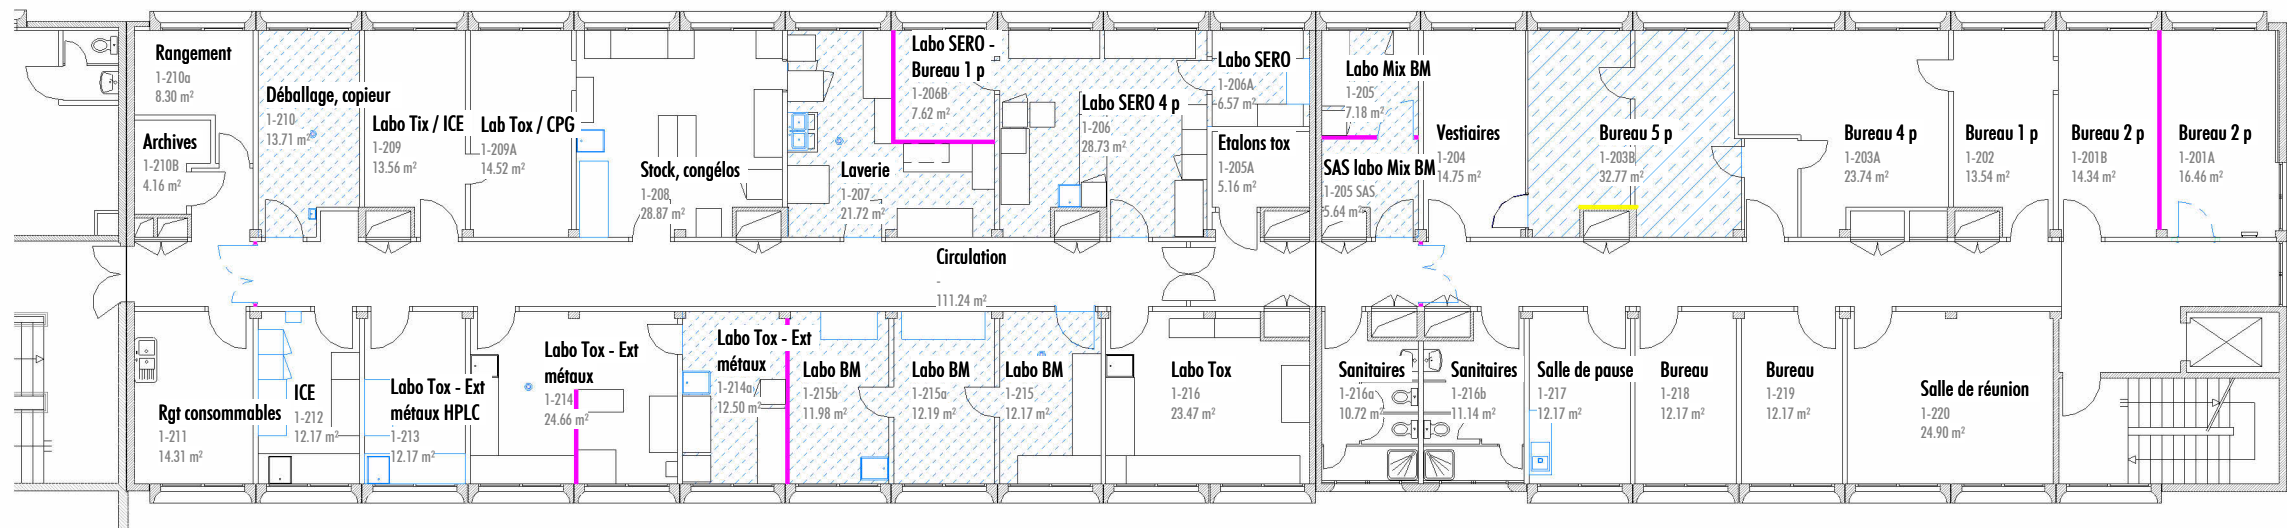 Rangement
1-210a
8.30 m²
Archives
1-210B
4.16 m²
Déballage, copieur
1-210
13.71 m²
Labo Tix / ICE
1-209
13.56 m²
Lab Tox / CPG
1-209A
14.52 m²
Stock, congélos
1-208
28.87 m²
Laverie
1-207
21.72 m²
Labo SERO -
Bureau 1 p
1-206B
7.62 m²
Labo SERO 4 p
1-206
28.73 m²
Labo SERO
1-206A
6.57 m²
Etalons tox
1-205A
5.16 m²
Labo Mix BM
1-205
7.18 m²
SAS labo Mix BM
1-205 SAS
5.64 m²
Vestiaires
1-204
14.75 m²
Bureau 5 p
1-203B
32.77 m²
Bureau 4 p
1-203A
23.74 m²
Bureau 1 p
1-202
13.54 m²
Bureau 2 p
1-201B
14.34 m²
Bureau 2 p
1-201A
16.46 m²
Circulation
-
111.24 m²
Rgt consommables
1-211
14.31 m²
ICE
1-212
12.17 m²
Labo Tox - Ext
métaux HPLC
1-213
12.17 m²
Labo Tox - Ext
métaux
1-214
24.66 m²
Labo Tox - Ext
métaux
1-214a
12.50 m²
Labo BM
1-215b
11.98 m²
Labo BM
1-215a
12.19 m²
Labo BM
1-215
12.17 m²
Labo Tox
1-216
23.47 m²
Sanitaires
1-216a
10.72 m²
Sanitaires
1-216b
11.14 m²
Salle de pause
1-217
12.17 m²
Bureau
1-218
12.17 m²
Bureau
1-219
12.17 m²
Salle de réunion
1-220
24.90 m²